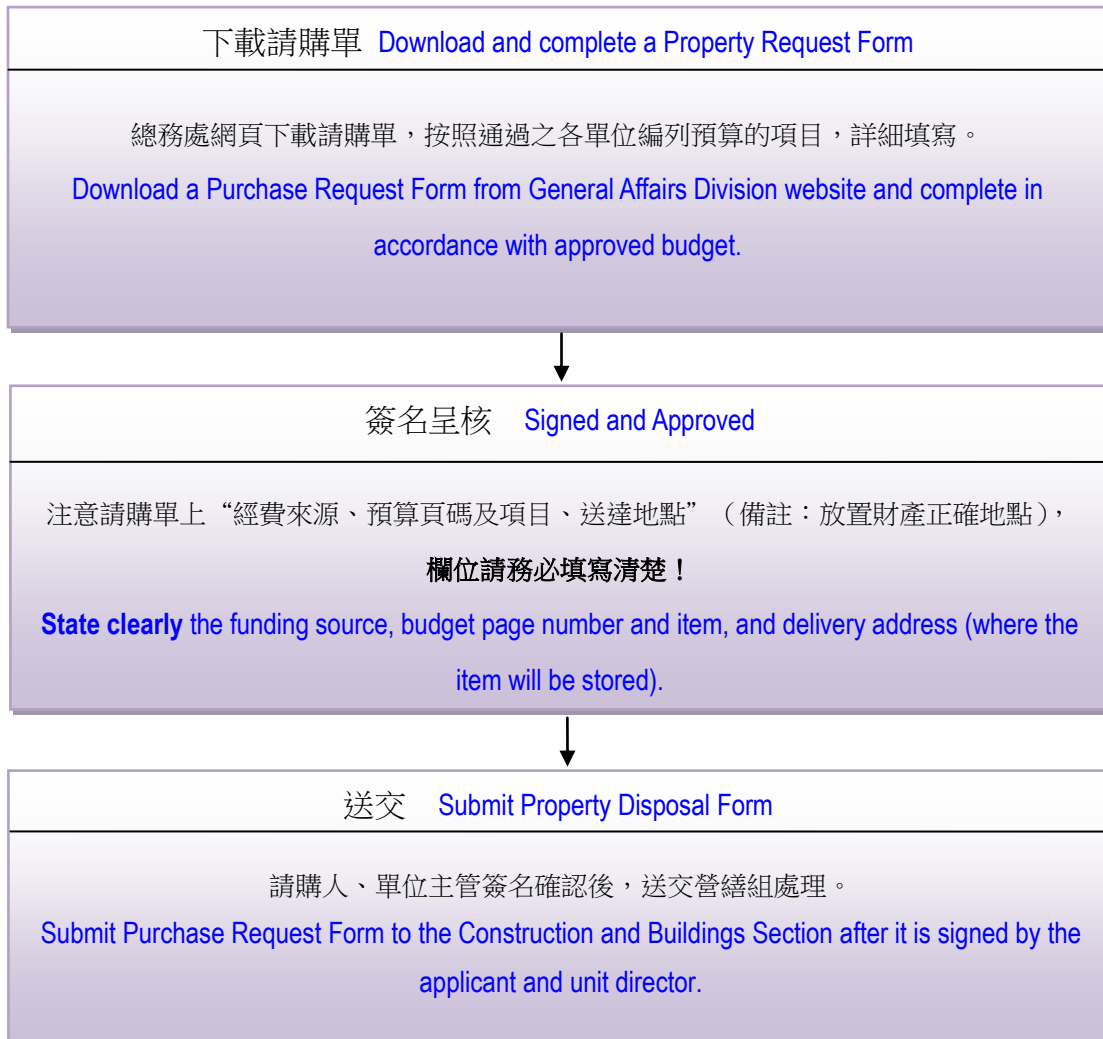 下載請購單 Download and complete a Property Request Form
總務處網頁下載請購單，按照通過之各單位編列預算的項目，詳細填寫。
Download a Purchase Request Form from General Affairs Division website and complete in
accordance with approved budget.
簽名呈核 Signed and Approved
注意請購單上“經費來源、預算頁碼及項目、送達地點”（備註：放置財產正確地點），
欄位請務必填寫清楚！
State clearly the funding source, budget page number and item, and delivery address (where the
item will be stored).
送交 Submit Property Disposal Form
請購人、單位主管簽名確認後，送交營繕組處理。
Submit Purchase Request Form to the Construction and Buildings Section after it is signed by the
applicant and unit director.